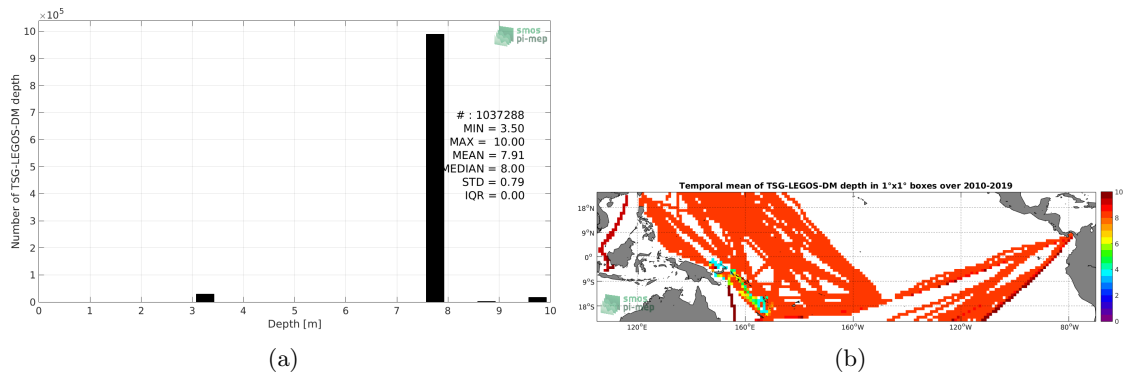 ×10⁵
10
9
8
7
6
5
4
3
2
1
0
Number of TSG-LEGOS-DM depth
smos
pi-mep
# : 1037288
MIN = 3.50
MAX = 10.00
MEAN = 7.91
MEDIAN = 8.00
STD = 0.79
IQR = 0.00
0 1 2 3 4 5 6 7 8 9 10
Depth [m]
(a)
Temporal mean of TSG-LEGOS-DM depth in 1°x1° boxes over 2010-2019
18°N
9°N
0°
9°S
18°S
smos
pi-mep
120°E 160°E 160°W 120°W 80°W
10
8
6
4
2
0
(b)